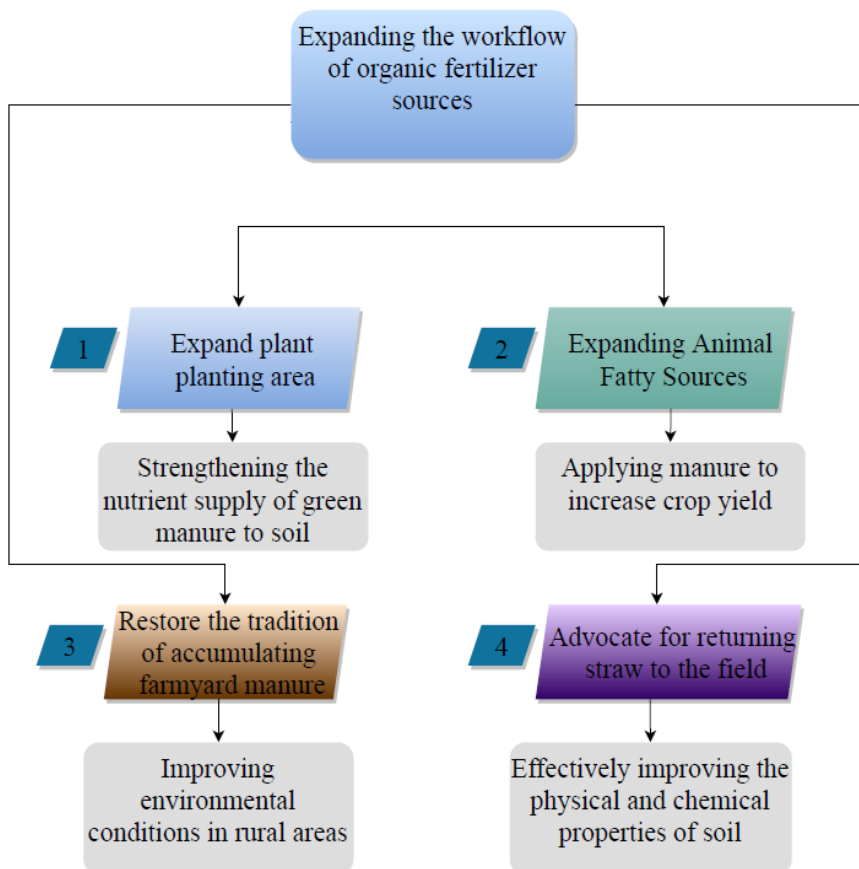 Expanding the workflow
of organic fertilizer
sources
1
Expand plant
planting area
2
Expanding Animal
Fatty Sources
Strengthening the
nutrient supply of green
manure to soil
Applying manure to
increase crop yield
3
Restore the tradition
of accumulating
farmyard manure
4
Advocate for returning
straw to the field
Improving
environmental
conditions in rural areas
Effectively improving the
physical and chemical
properties of soil